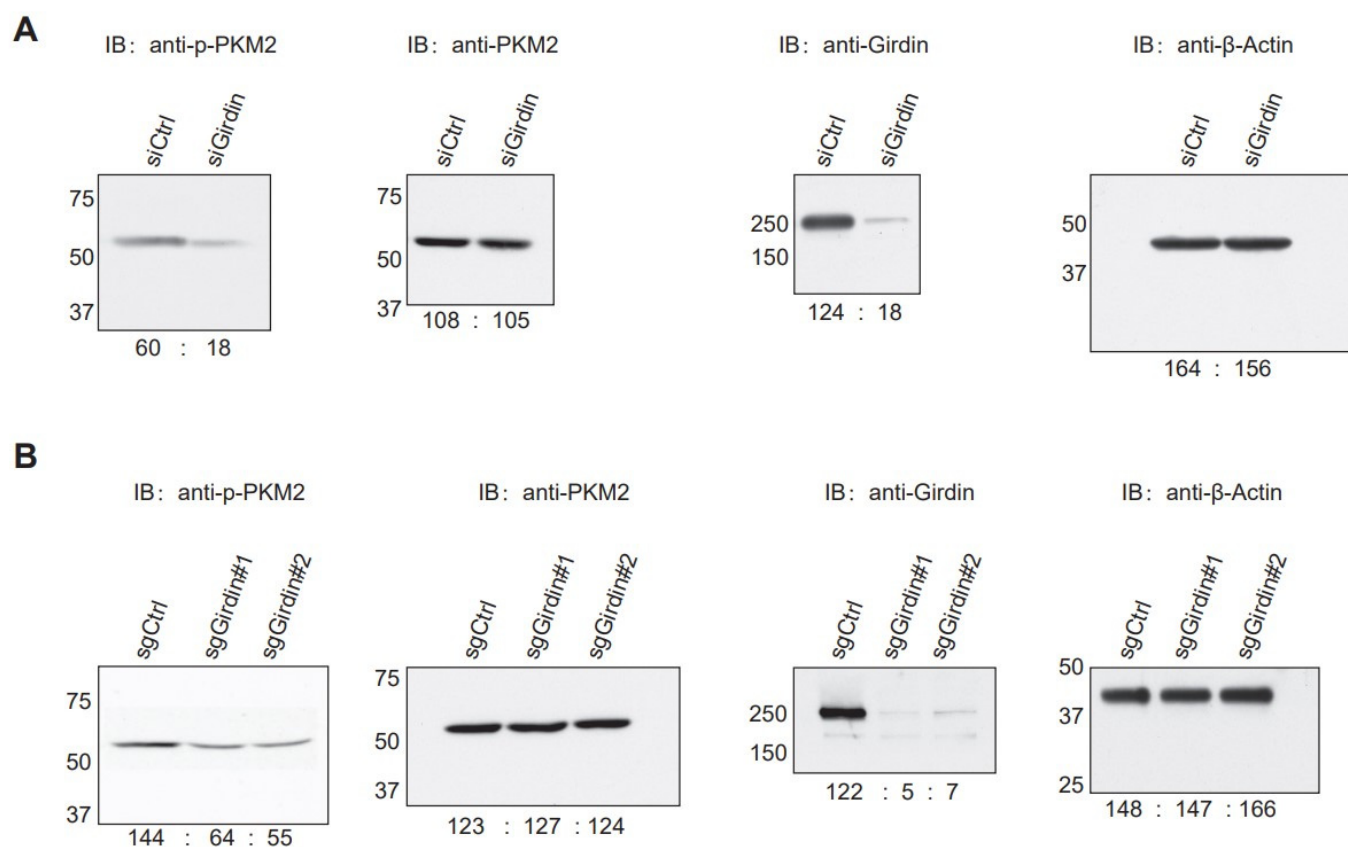 A
IB: anti-p-PKM2
IB: anti-PKM2
IB: anti-Girdin
IB: anti-β-Actin
siCtrl
siGirdin
siCtrl
siGirdin
siCtrl
siGirdin
siCtrl
siGirdin
75
50
37
75
50
37
250
150
50
37
60 : 18
108 : 105
124 : 18
164 : 156
B
IB: anti-p-PKM2
IB: anti-PKM2
IB: anti-Girdin
IB: anti-β-Actin
sgCtrl
sgGirdin#1
sgGirdin#2
sgCtrl
sgGirdin#1
sgGirdin#2
sgCtrl
sgGirdin#1
sgGirdin#2
sgCtrl
sgGirdin#1
sgGirdin#2
75
50
37
75
50
37
250
150
50
37
25
144 : 64 : 55
123 : 127 : 124
122 : 5 : 7
148 : 147 : 166